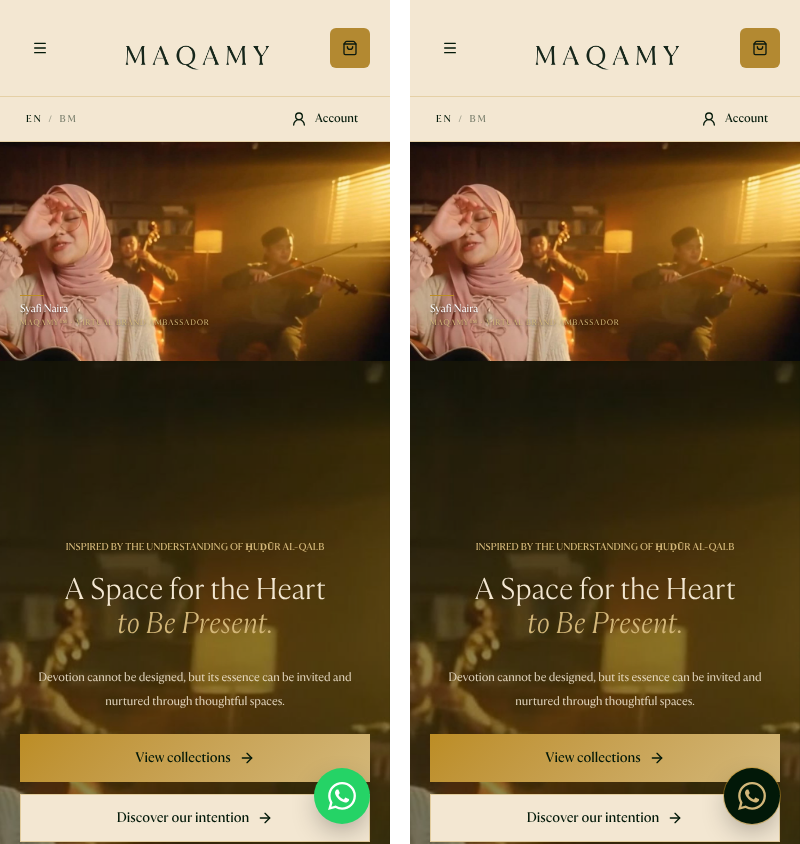 MAQAMY
EN / BM
Account
Syafi Naira
AMBASSADOR
INSPIRED BY THE UNDERSTANDING OF ḤUḌŪR AL-QALB
A Space for the Heart
to Be Present.
Devotion cannot be designed, but its essence can be invited and
nurtured through thoughtful spaces.
View collections →
Discover our intention →
MAQAMY
EN / BM
Account
Syafi Naira
AMBASSADOR
INSPIRED BY THE UNDERSTANDING OF ḤUḌŪR AL-QALB
A Space for the Heart
to Be Present.
Devotion cannot be designed, but its essence can be invited and
nurtured through thoughtful spaces.
View collections →
Discover our intention →